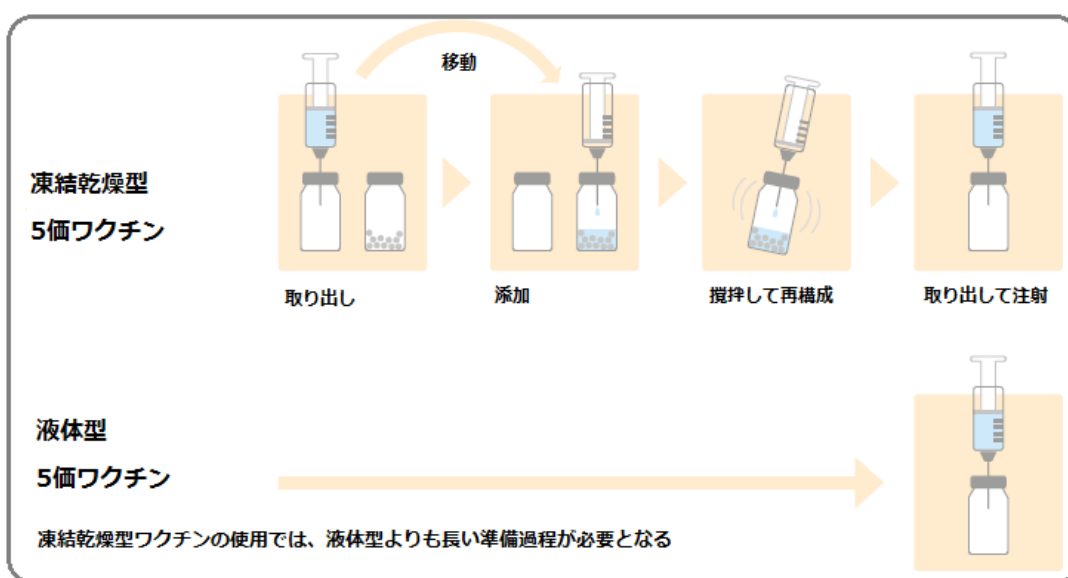 移動
凍結乾燥型
5価ワクチン
取り出し
添加
撹拌して再構成
取り出して注射
液体型
5価ワクチン
凍結乾燥型ワクチンの使用では、液体型よりも長い準備過程が必要となる